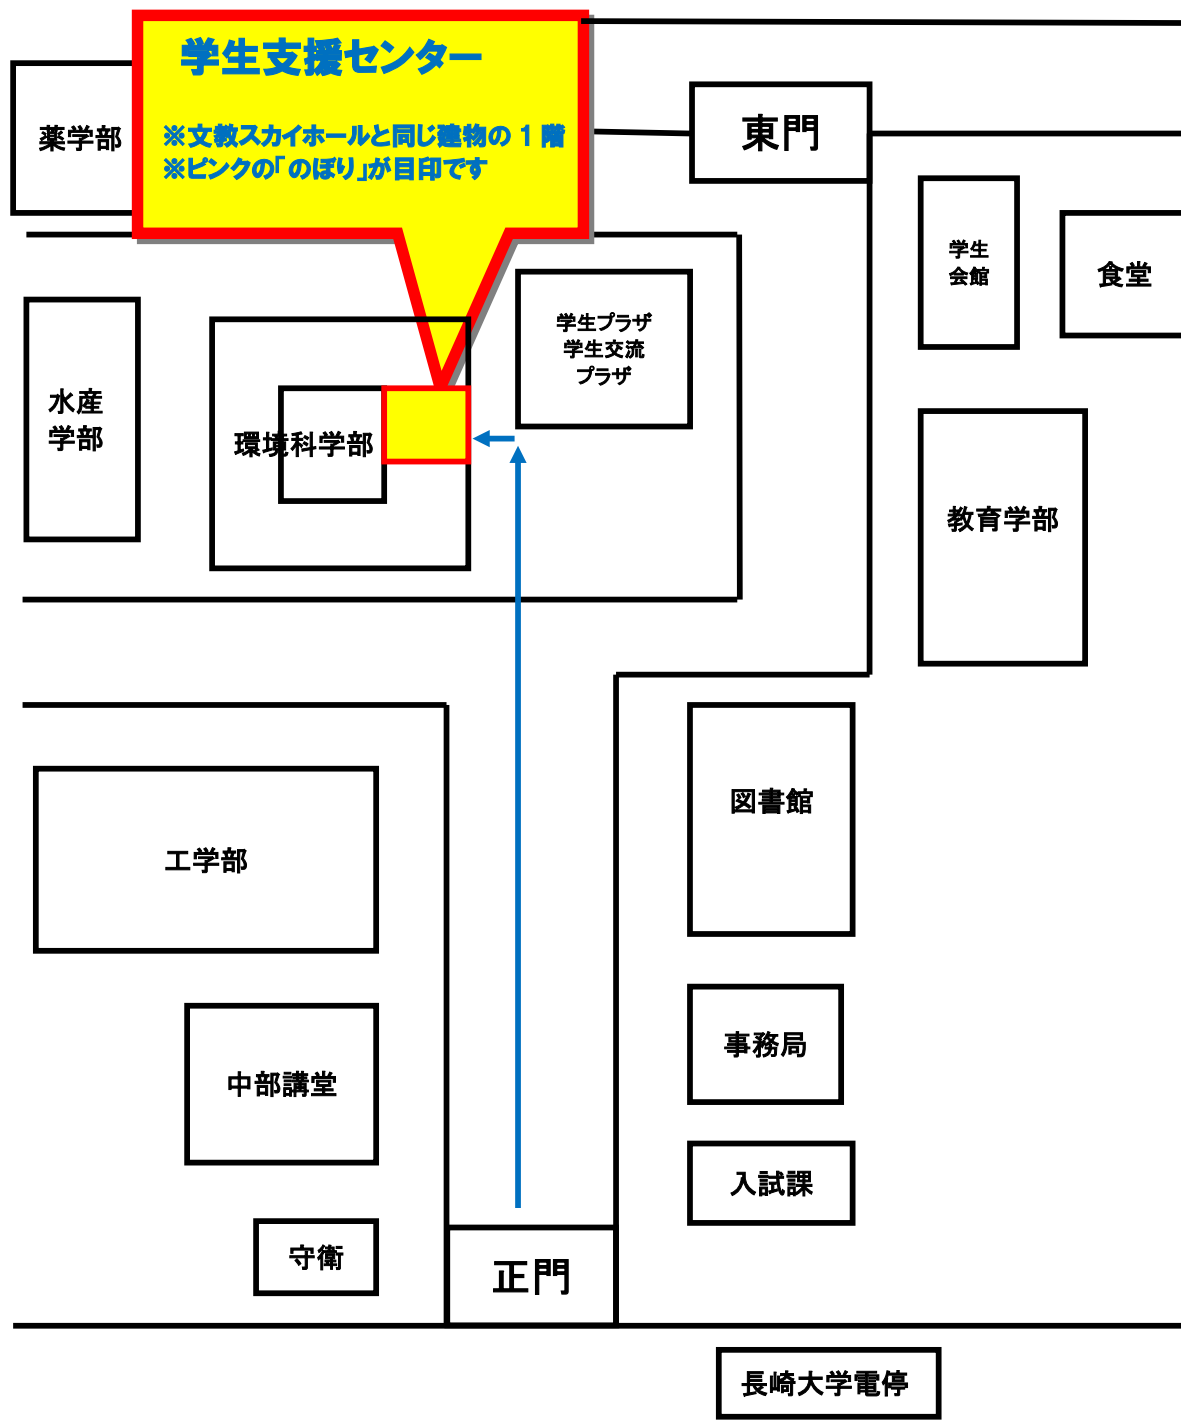 学生支援センター
※文教スカイホールと同じ建物の１階
※ピンクの「のぼり」が目印です
薬学部
東門
学生
会館
食堂
学生プラザ
学生交流
プラザ
水産
学部
環境科学部
教育学部
図書館
工学部
事務局
中部講堂
入試課
守衛
正門
長崎大学電停